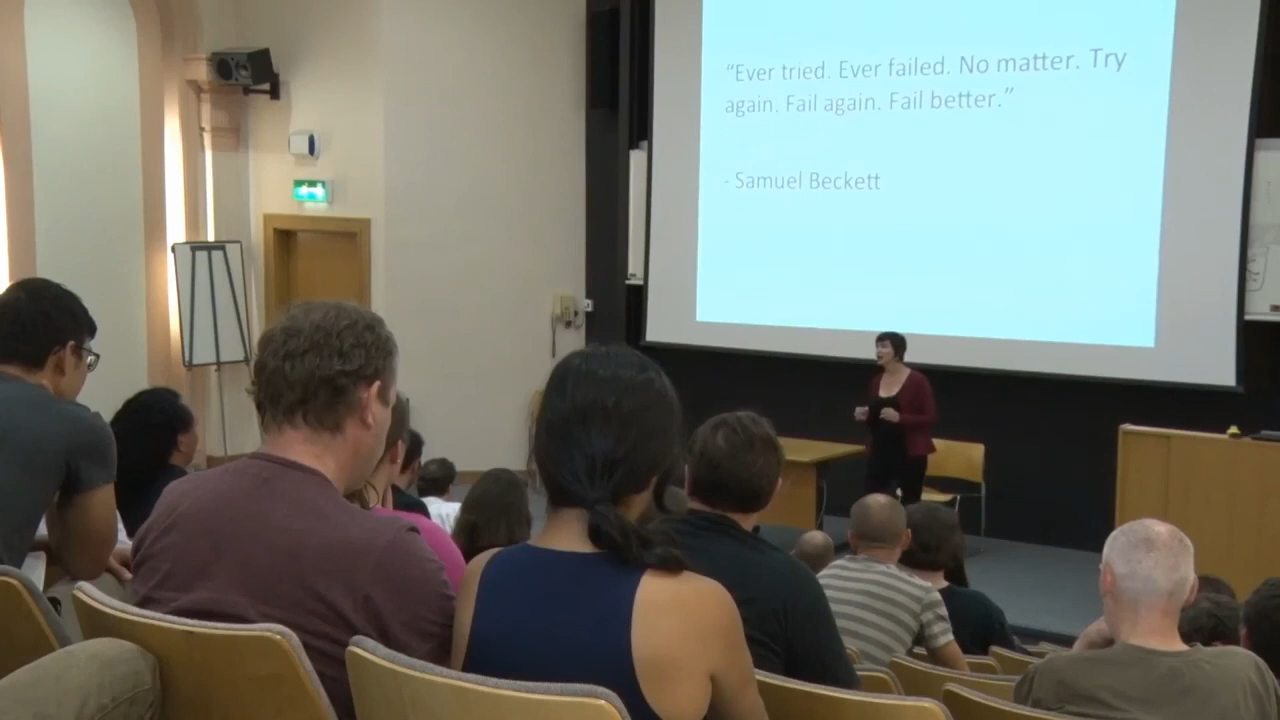 “Ever tried. Ever failed. No matter. Try
again. Fail again. Fail better.”
- Samuel Beckett